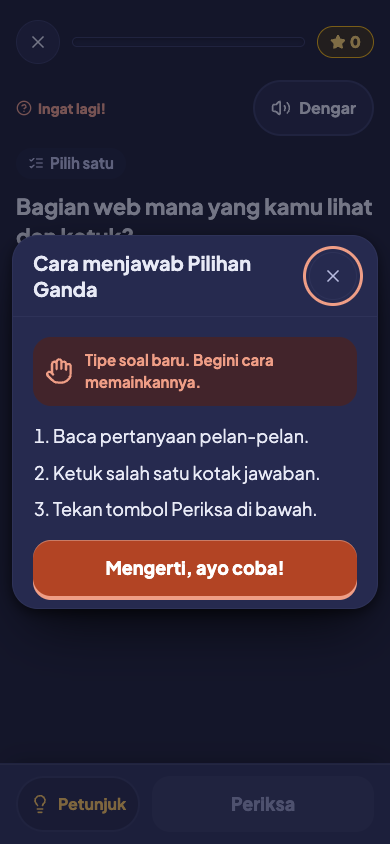 0
Ingat lagi!
Dengar
Pilih satu
Bagian web mana yang kamu lihat
dan ketuk?
Cara menjawab Pilihan
Ganda
Tipe soal baru. Begini cara
memainkannya.
1. Baca pertanyaan pelan-pelan.
2. Ketuk salah satu kotak jawaban.
3. Tekan tombol Periksa di bawah.
Mengerti, ayo coba!
Petunjuk
Periksa